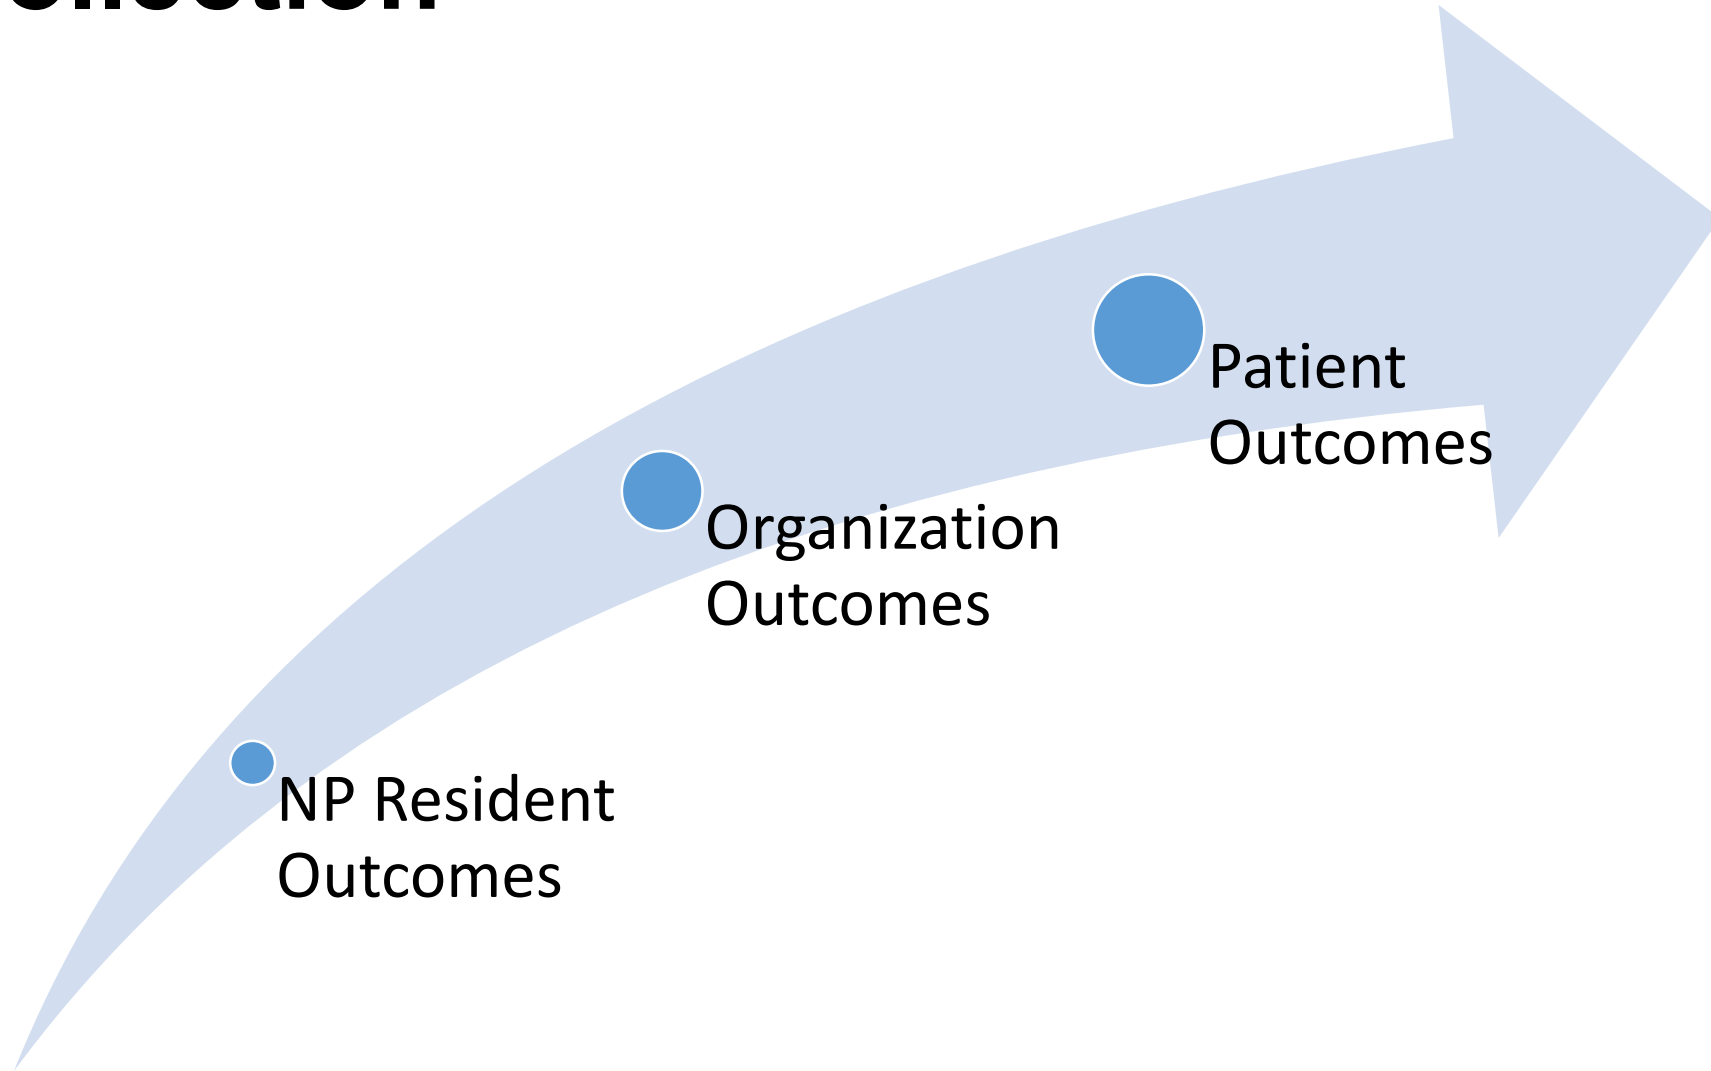 Patient
Outcomes
Organization
Outcomes
NP Resident
Outcomes